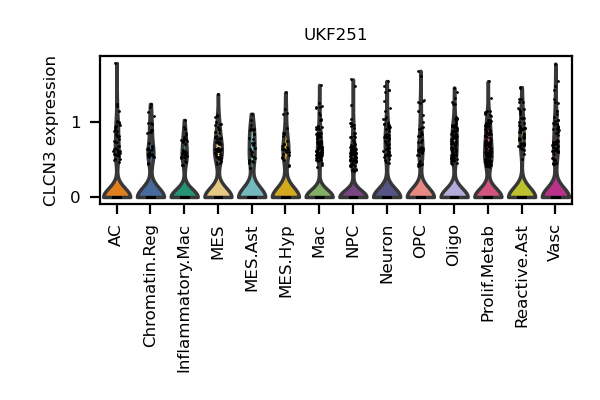 UKF251
CLCN3 expression
1
0
AC
Chromatin.Reg
Inflammatory.Mac
MES
MES.Ast
MES.Hyp
Mac
NPC
Neuron
OPC
Oligo
Prolif.Metab
Reactive.Ast
Vasc